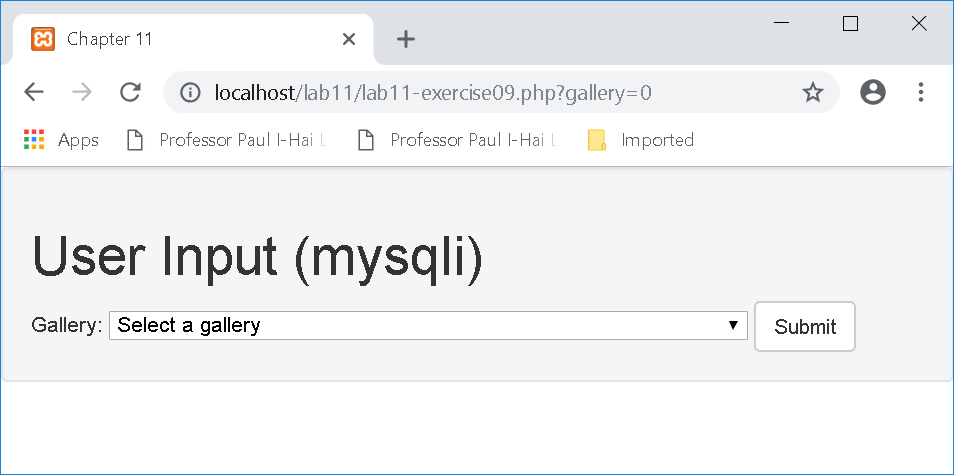 Chapter 11
localhost/lab11/lab11-exercise09.php?gallery=0
Apps Professor Paul I-Hai Professor Paul I-Hai Imported
User Input (mysqli)
Gallery: Select a gallery Submit